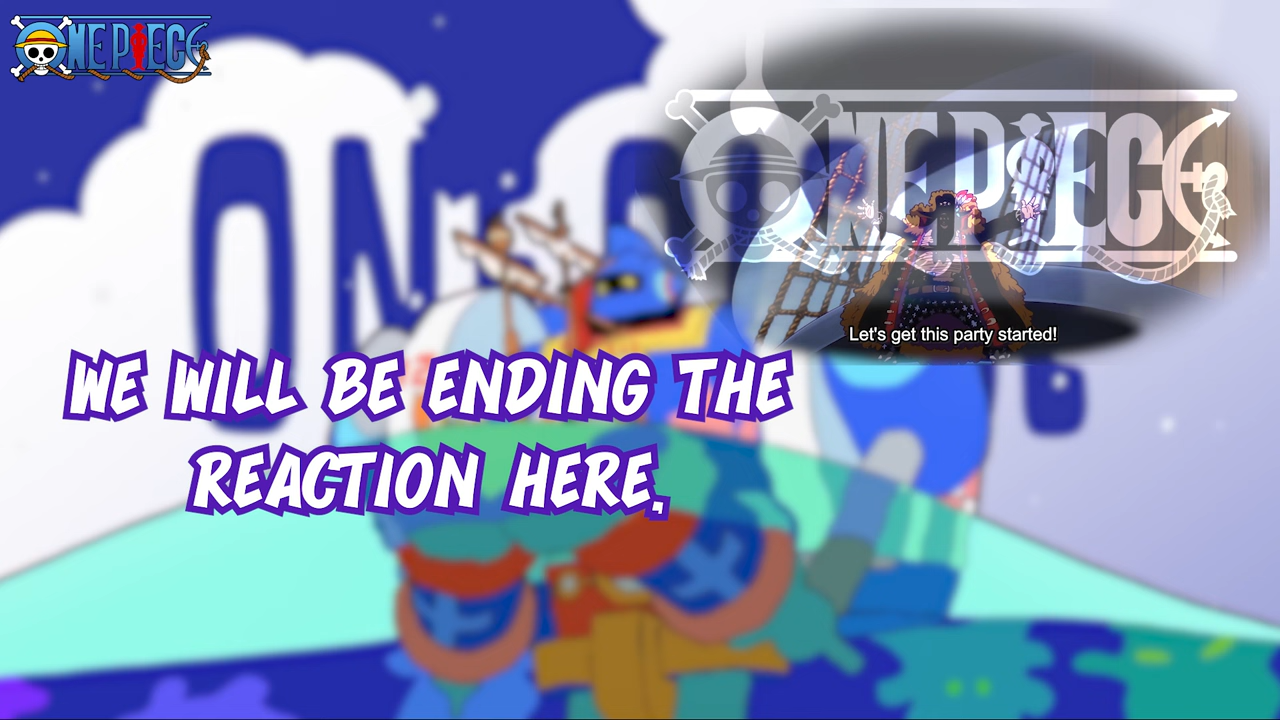 ONE PIECE
ONE PIECE
Let's get this party started!
WE WILL BE ENDING THE
REACTION HERE.